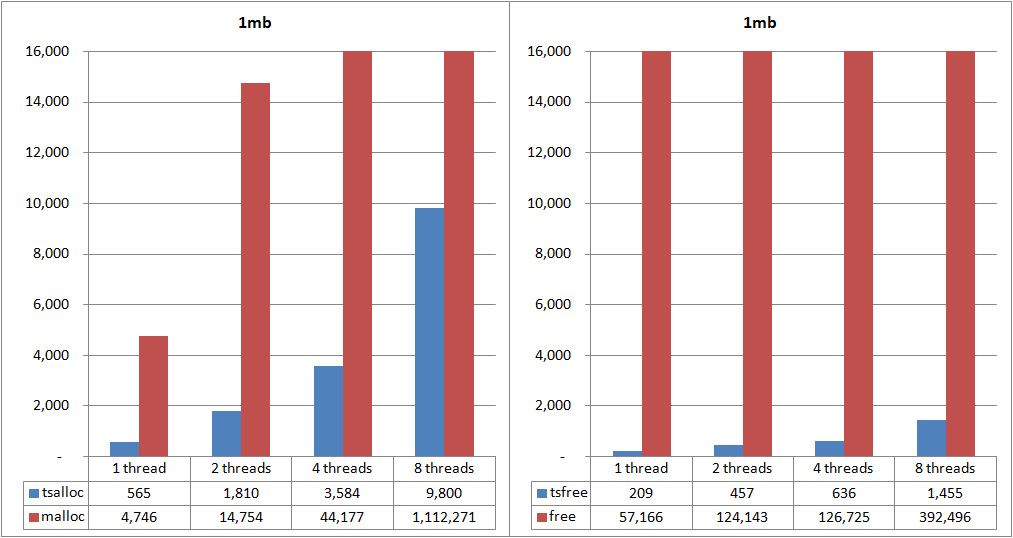 1mb
16,000
14,000
12,000
10,000
8,000
6,000
4,000
2,000
-
1 thread 2 threads 4 threads 8 threads
tsalloc 565 1,810 3,584 9,800
malloc 4,746 14,754 44,177 1,112,271
1mb
16,000
14,000
12,000
10,000
8,000
6,000
4,000
2,000
-
1 thread 2 threads 4 threads 8 threads
tsfree 209 457 636 1,455
free 57,166 124,143 126,725 392,496